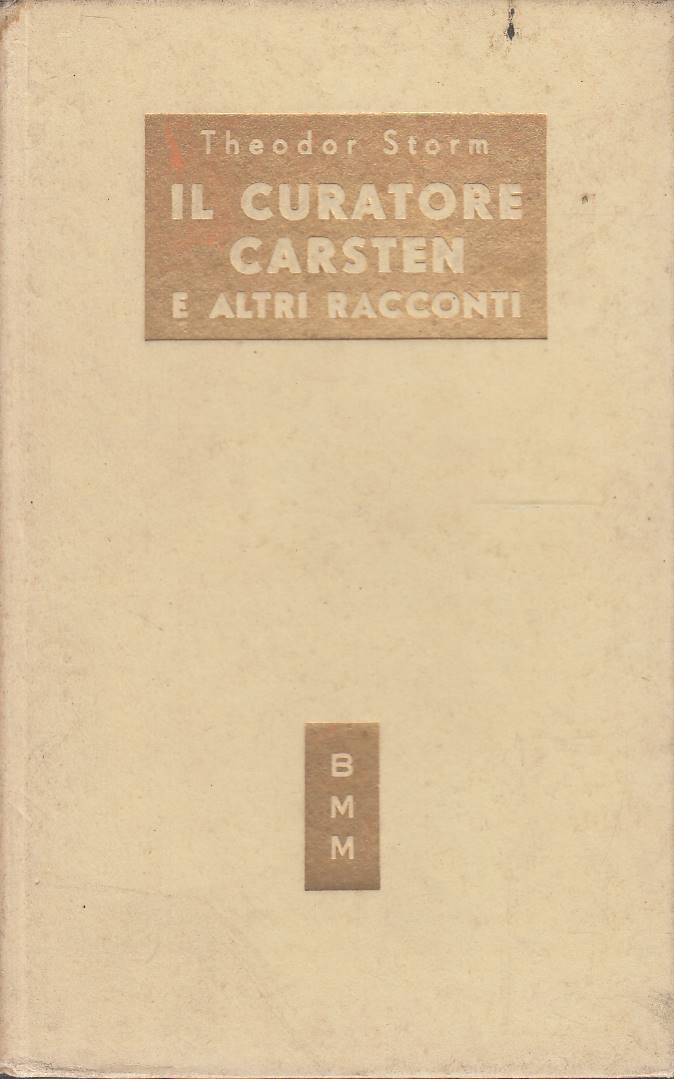 Theodor Storm
IL CURATORE
CARSTEN
E ALTRI RACCONTI
B
M
M